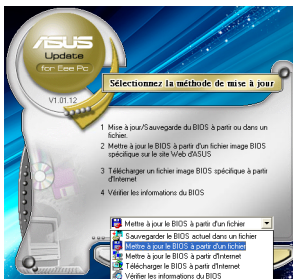 ASUS
Update
for Eee Pc
V1.01.12
Sélectionnez la méthode de mise à jour
1 Mise à jour/Sauvegarde du BIOS à partir ou dans un
fichier.
2 Mettre à jour le BIOS à partir d'un fichier image BIOS
spécifique sur le site Web d'ASUS
3 Télécharger un fichier image BIOS spécifique à partir
d'Internet
4 Vérifier les informations du BIOS
Mettre à jour le BIOS à partir d'un fichier
Sauvegarder le BIOS actuel dans un fichier
Mettre à jour le BIOS à partir d'un fichier
Mettre à jour le BIOS à partir d'Internet
Télécharger le BIOS à partir d'Internet
Vérifier les informations du BIOS